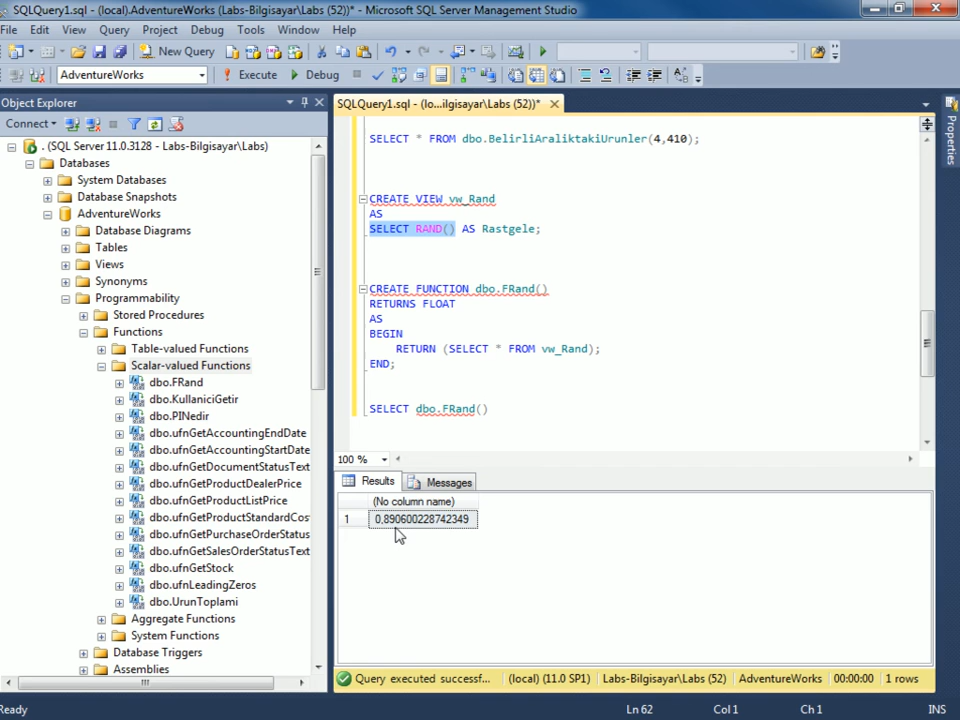 SQLQuery1.sql - (local).AdventureWorks (Labs-Bilgisayar\Labs (52))* - Microsoft SQL Server Management Studio
File Edit View Query Project Debug Tools Window Help
New Query
AdventureWorks Execute Debug
Object Explorer
Connect
. (SQL Server 11.0.3128 - Labs-Bilgisayar\Labs)
Databases
System Databases
Database Snapshots
AdventureWorks
Database Diagrams
Tables
Views
Synonyms
Programmability
Stored Procedures
Functions
Table-valued Functions
Scalar-valued Functions
dbo.FRand
dbo.KullaniciGetir
dbo.PINedir
dbo.ufnGetAccountingEndDate
dbo.ufnGetAccountingStartDate
dbo.ufnGetDocumentStatusText
dbo.ufnGetProductDealerPrice
dbo.ufnGetProductListPrice
dbo.ufnGetProductStandardCos
dbo.ufnGetPurchaseOrderStatus
dbo.ufnGetSalesOrderStatusText
dbo.ufnGetStock
dbo.ufnLeadingZeros
dbo.UrunToplami
Aggregate Functions
System Functions
Database Triggers
Assemblies
SQLQuery1.sql - (lo...ilgisayar\Labs (52))*
SELECT * FROM dbo.BelirliAraliktakiUrunler(4,410);
CREATE VIEW vw_Rand
AS
SELECT RAND() AS Rastgele;
CREATE FUNCTION dbo.FRand()
RETURNS FLOAT
AS
BEGIN
RETURN (SELECT * FROM vw_Rand);
END;
SELECT dbo.FRand()
100 %
Results Messages
(No column name)
1 0,890600228742349
Query executed successf... (local) (11.0 SP1) Labs-Bilgisayar\Labs (52) AdventureWorks 00:00:00 1 rows
Properties
Ready Ln 62 Col 1 Ch 1 INS